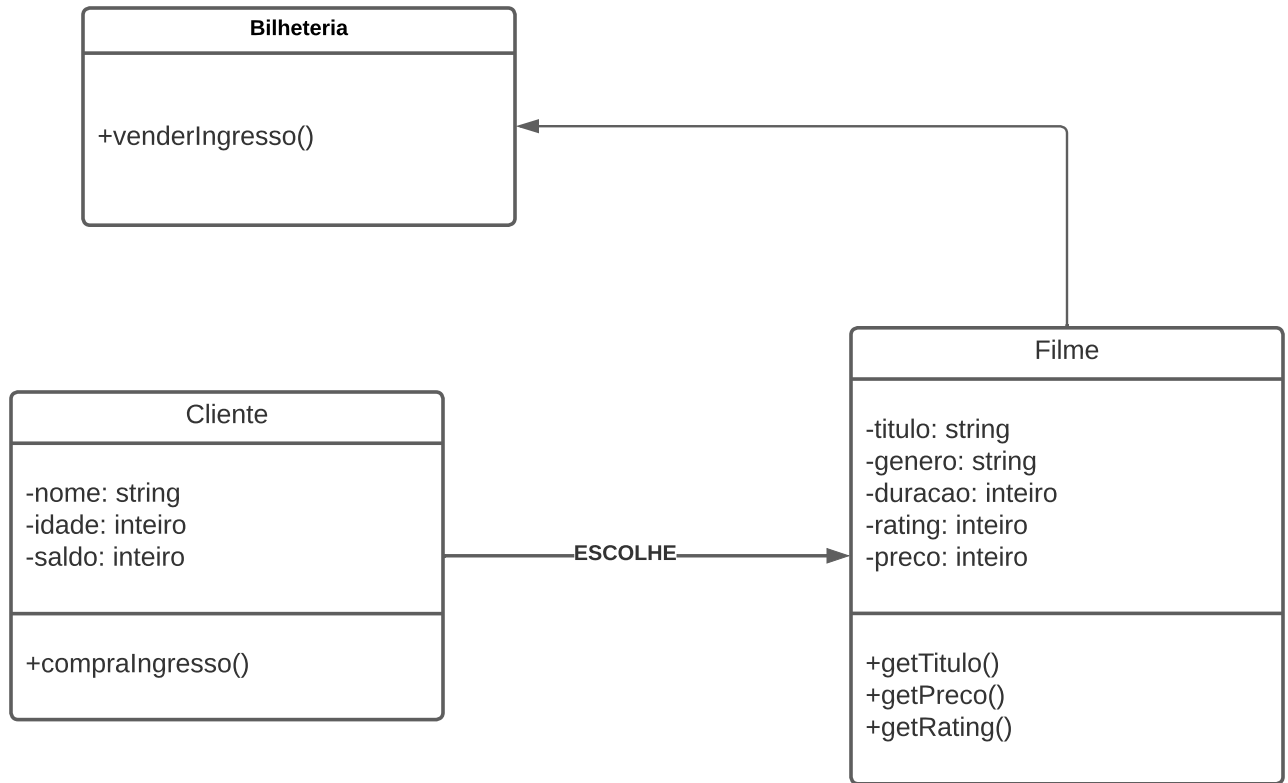 Bilheteria
+venderIngresso()
Cliente
-nome: string
-idade: inteiro
-saldo: inteiro
+compraIngresso()
ESCOLHE
Filme
-titulo: string
-genero: string
-duracao: inteiro
-rating: inteiro
-preco: inteiro
+getTitulo()
+getPreco()
+getRating()